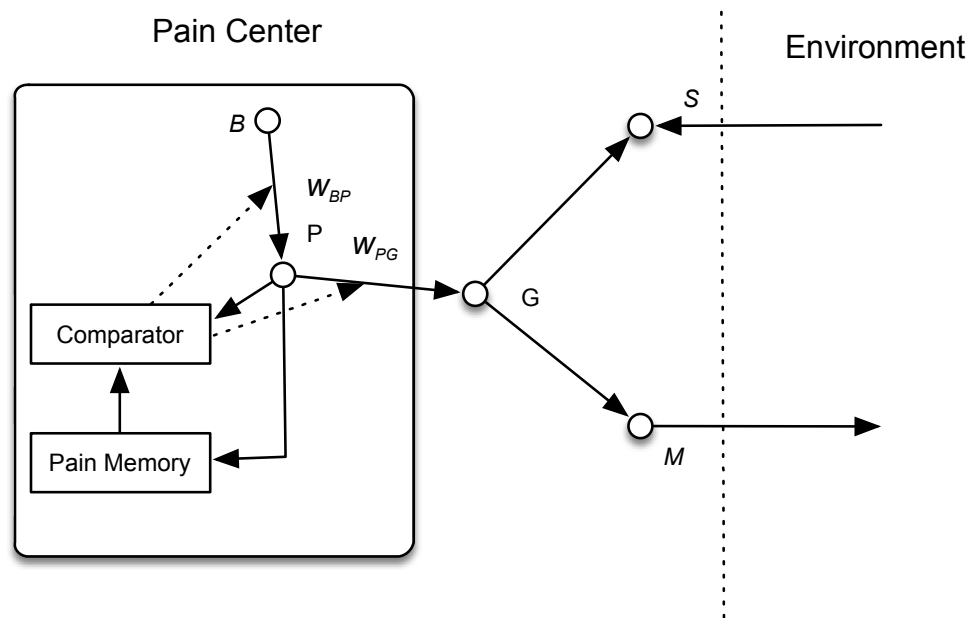 Pain Center
Environment
S
B
W_BP
P
W_PG
G
Comparator
Pain Memory
M